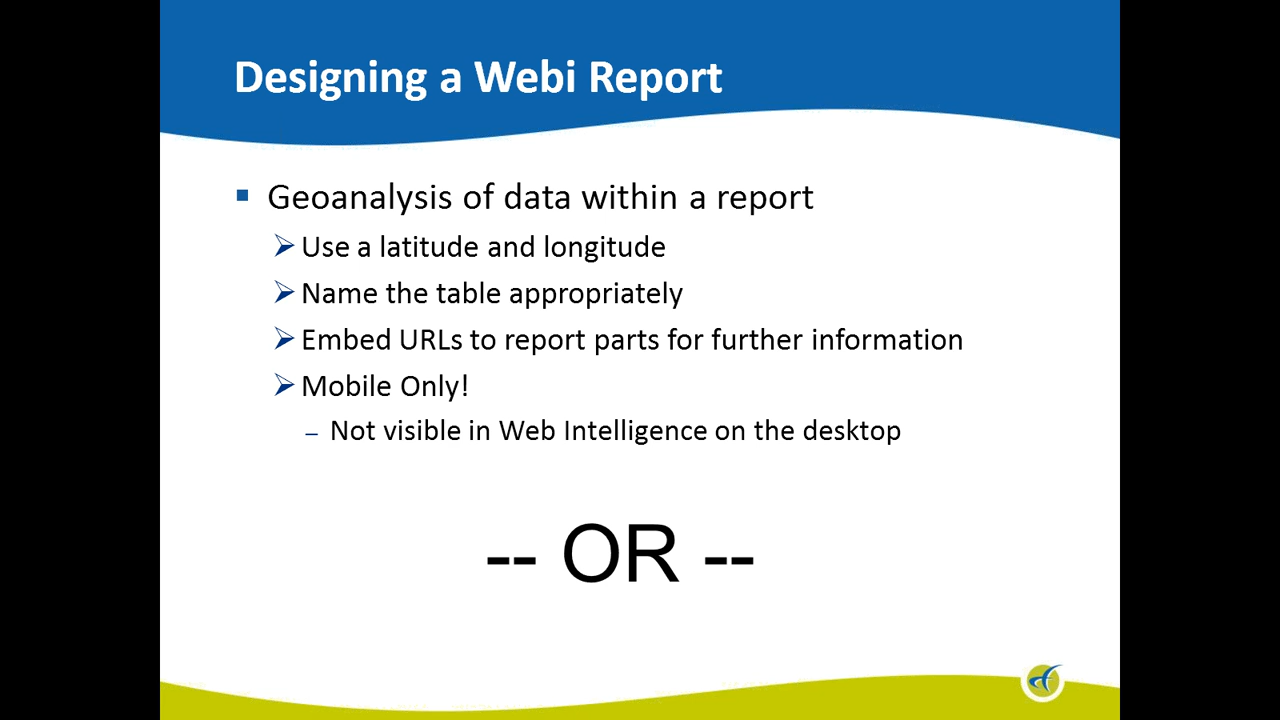 Designing a Webi Report
Geoanalysis of data within a report
Use a latitude and longitude
Name the table appropriately
Embed URLs to report parts for further information
Mobile Only!
– Not visible in Web Intelligence on the desktop
-- OR --